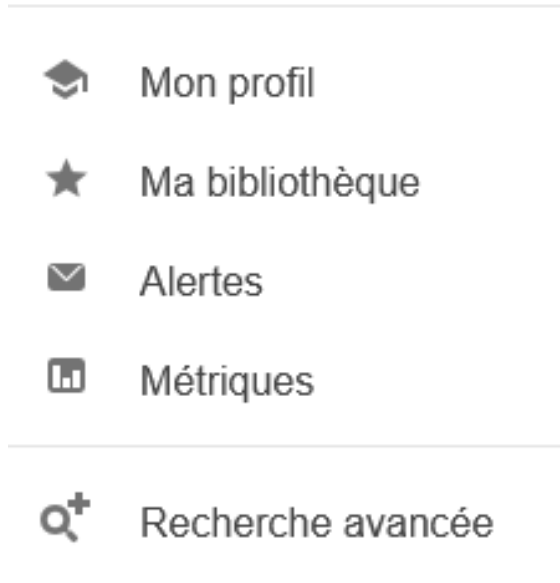 Mon profil
Ma bibliothèque
Alertes
Métriques
Recherche avancée